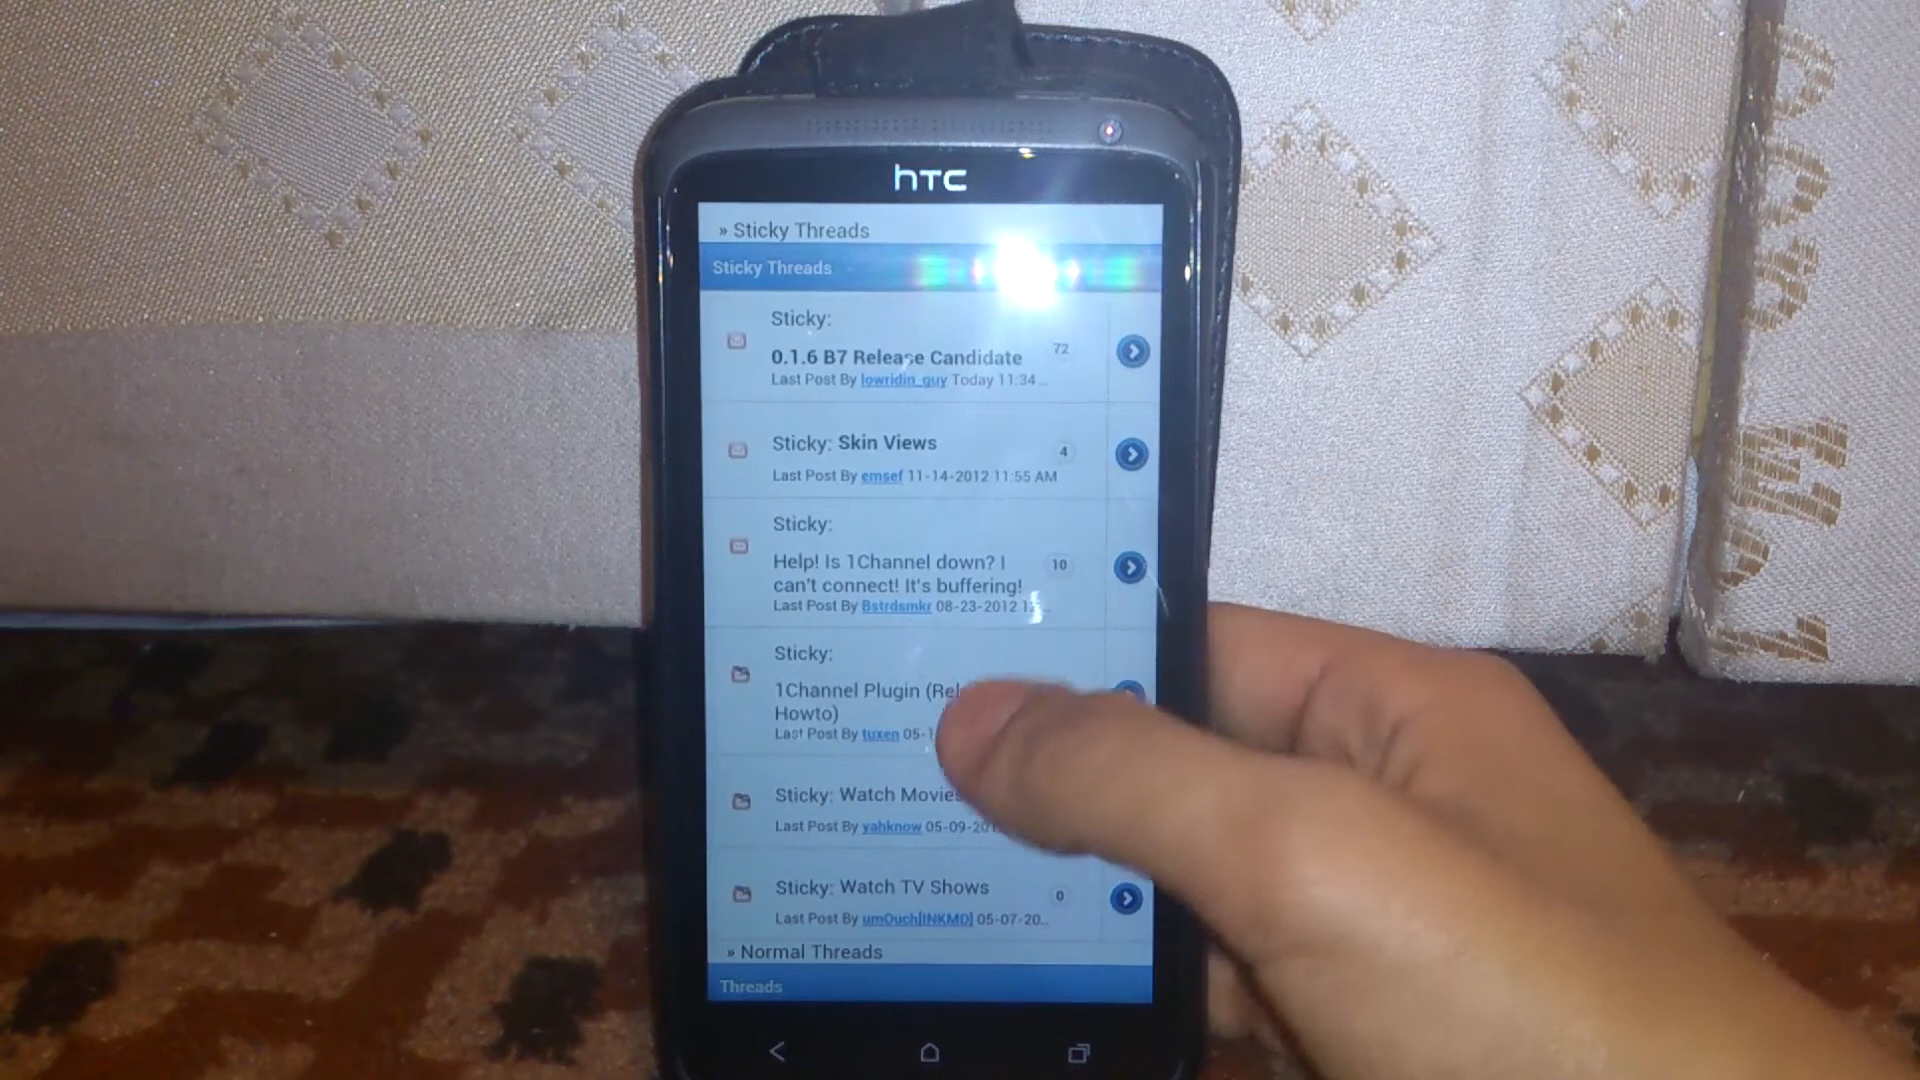 hTC
» Sticky Threads
Sticky Threads
Sticky:
0.1.6 B7 Release Candidate
72
Last Post By lowridin_guy Today 11:34...
Sticky: Skin Views
4
Last Post By emsef 11-14-2012 11:55 AM
Sticky:
Help! Is 1Channel down? I
can't connect! It's buffering!
10
Last Post By Bstrdsmkr 08-23-2012
Sticky:
1Channel Plugin
Howto)
Last Post By tuxen 05-
Sticky: Watch Movies
Last Post By yahknow 05-09-
Sticky: Watch TV Shows
0
Last Post By umOuch[INKMD] 05-07-20...
» Normal Threads
Threads